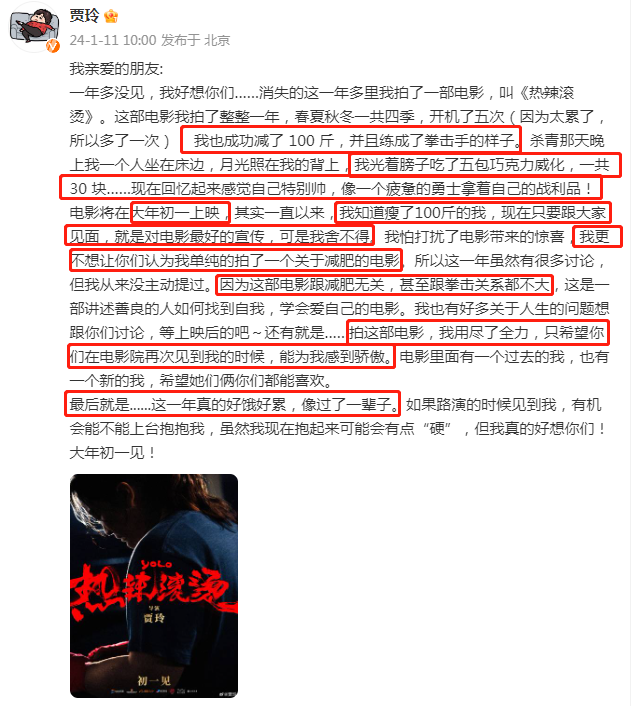 贾玲
24-1-11 10:00 发布于 北京
我亲爱的朋友:
一年多没见，我好想你们......消失的这一年多里我拍了一部电影，叫《热辣滚
烫》。这部电影我拍了整整一年，春夏秋冬一共四季，开机了五次（因为太累了，
所以多了一次） 我也成功减了 100 斤，并且练成了拳击手的样子。杀青那天晚
上我一个人坐在床边，月光照在我的背上，我光着膀子吃了五包巧克力威化，一共
30 块......现在回忆起来感觉自己特别帅，像一个疲惫的勇士拿着自己的战利品！
电影将在大年初一上映，其实一直以来，我知道瘦了100斤的我，现在只要跟大家
见面，就是对电影最好的宣传，可是我舍不得 我怕打扰了电影带来的惊喜，我更
不想让你们认为我单纯的拍了一个关于减肥的电影 所以这一年虽然有很多讨论，
但我从来没主动提过。因为这部电影跟减肥无关，甚至跟拳击关系都不大，这是一
部讲述善良的人如何找到自我，学会爱自己的电影。我也有好多关于人生的问题想
跟你们讨论，等上映后的吧～还有就是.....拍这部电影，我用尽了全力，只希望你
们在电影院再次见到我的时候，能为我感到骄傲。电影里面有一个过去的我，也有
一个新的我，希望她们俩你们都能喜欢。
最后就是......这一年真的好饿好累，像过了一辈子。如果路演的时候见到我，有机
会能不能上台抱抱我，虽然我现在抱起来可能会有点“硬”，但我真的好想你们！
大年初一见！
YOLO
热辣滚烫
导演
贾玲
初一见